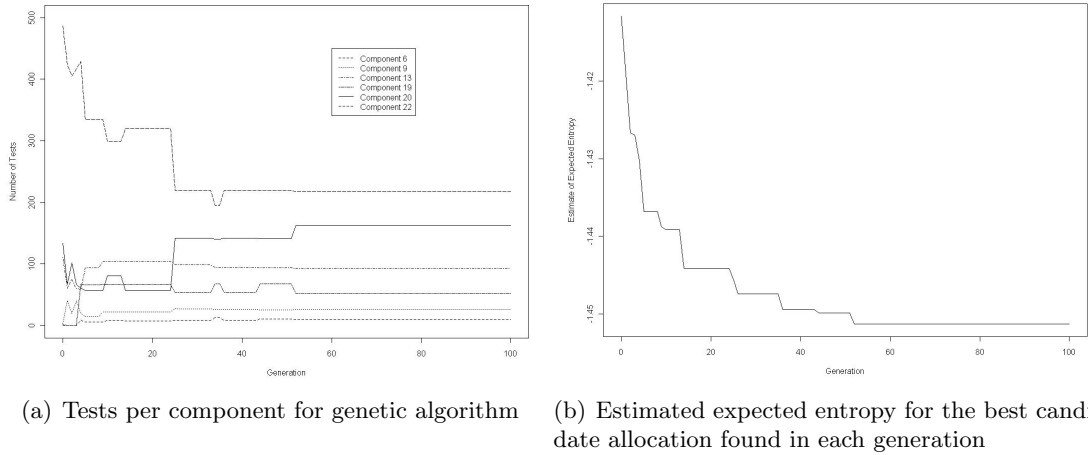 500
400
300
200
100
0
Number of Tests
Component 6
Component 9
Component 13
Component 19
Component 20
Component 22
0
20
40
60
80
100
Generation
(a) Tests per component for genetic algorithm
-1.42
-1.43
-1.44
-1.45
Estimate of Expected Entropy
0
20
40
60
80
100
Generation
(b) Estimated expected entropy for the best candi-
date allocation found in each generation